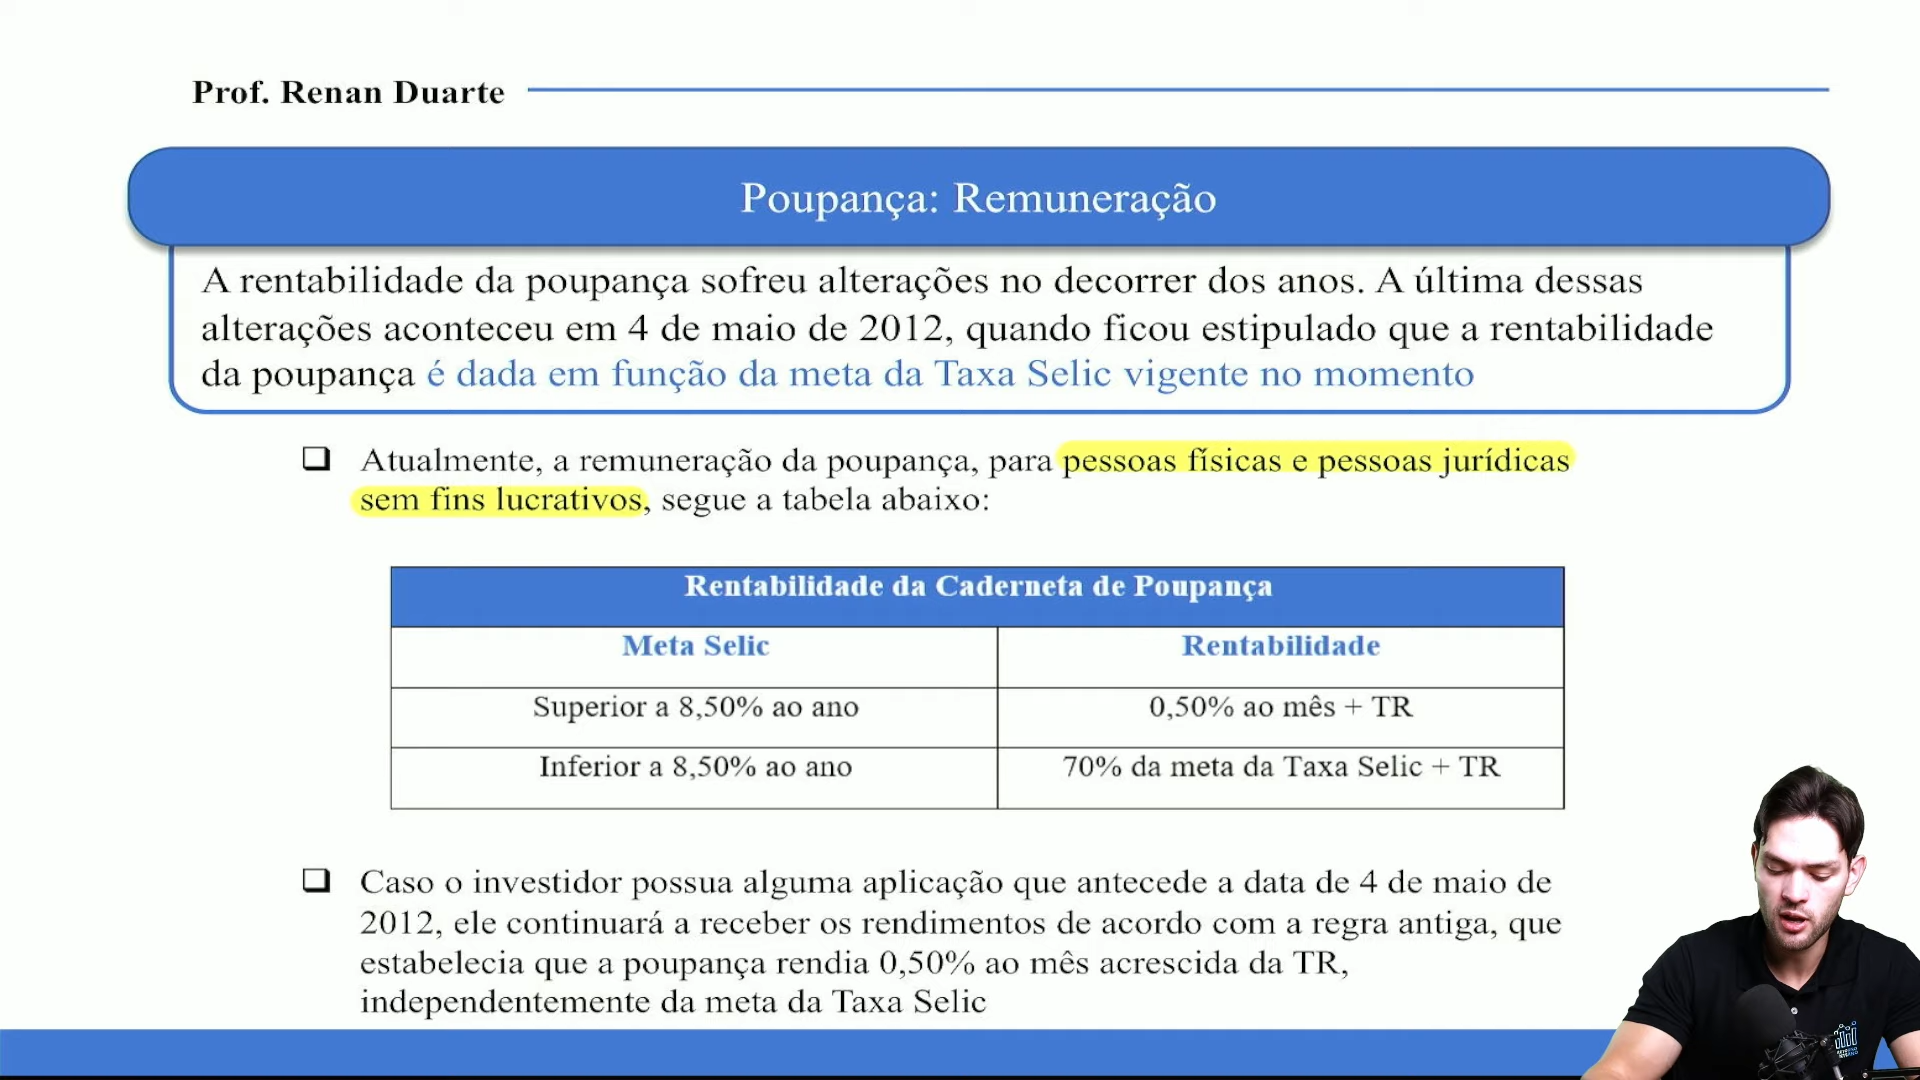 Prof. Renan Duarte
Poupança: Remuneração
A rentabilidade da poupança sofreu alterações no decorrer dos anos. A última dessas
alterações aconteceu em 4 de maio de 2012, quando ficou estipulado que a rentabilidade
da poupança é dada em função da meta da Taxa Selic vigente no momento
Atualmente, a remuneração da poupança, para pessoas físicas e pessoas jurídicas
sem fins lucrativos, segue a tabela abaixo:
Rentabilidade da Caderneta de Poupança
Meta Selic Rentabilidade
Superior a 8,50% ao ano 0,50% ao mês + TR
Inferior a 8,50% ao ano 70% da meta da Taxa Selic + TR
Caso o investidor possua alguma aplicação que antecede a data de 4 de maio de
2012, ele continuará a receber os rendimentos de acordo com a regra antiga, que
estabelecia que a poupança rendia 0,50% ao mês acrescida da TR,
independentemente da meta da Taxa Selic